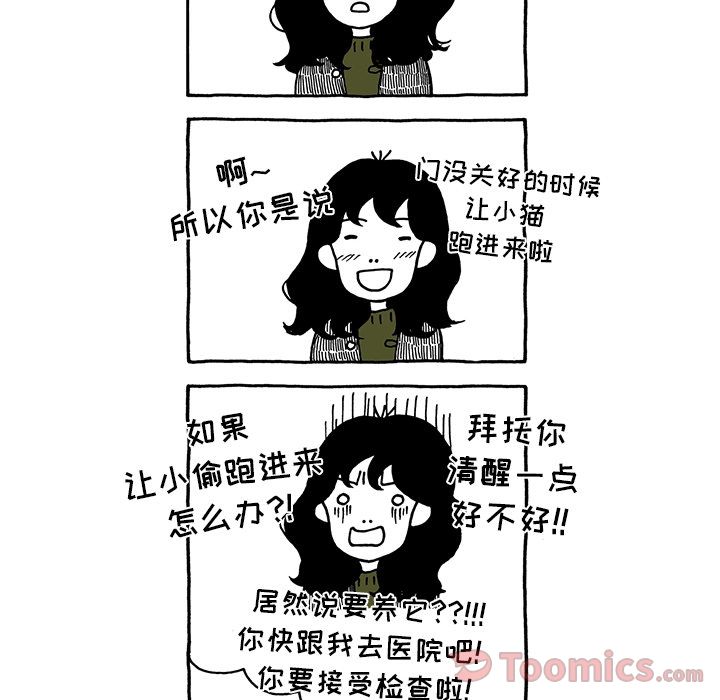 啊~
所以你是说
门没关好的时候
让小猫
跑进来啦
如果
让小偷跑进来
怎么办?!
拜托你
清醒一点
好不好!!
居然说要养它??!!!
你快跟我去医院吧!
你要接受检查啦!
Toomics.com